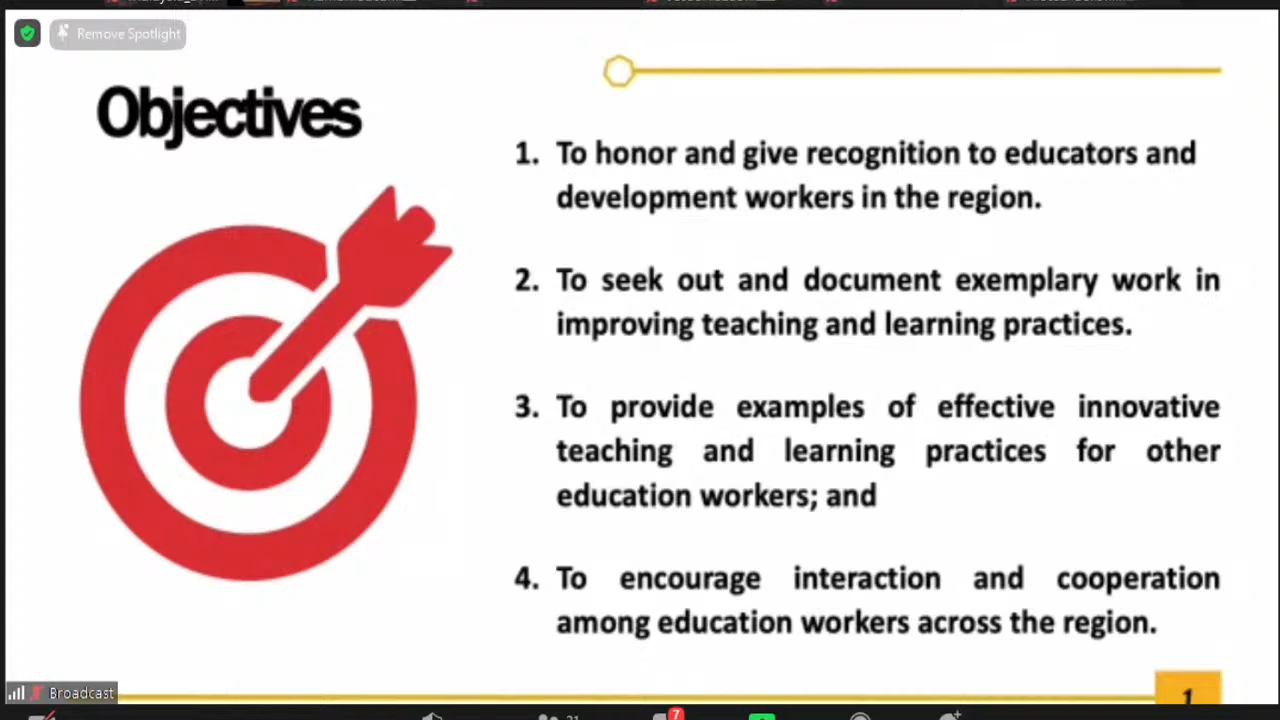 Remove Spotlight
Objectives
1. To honor and give recognition to educators and
development workers in the region.
2. To seek out and document exemplary work in
improving teaching and learning practices.
3. To provide examples of effective innovative
teaching and learning practices for other
education workers; and
4. To encourage interaction and cooperation
among education workers across the region.
Broadcast
1
7